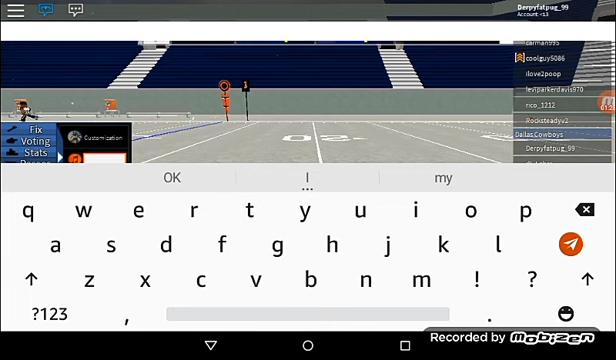 Derpyfatpug_99
Account: <13
carman995
coolguy5086
ilove2poop
leviparkerdavis970
rico_1212
Rocksteadyv2
Dallas Cowboys
Derpyfatpug_99
Fix
Voting
Stats
Customization
20
OK I my
q w e r t y u i o p
a s d f g h j k l
z x c v b n m ! ?
?123 , .
Recorded by Mobizen